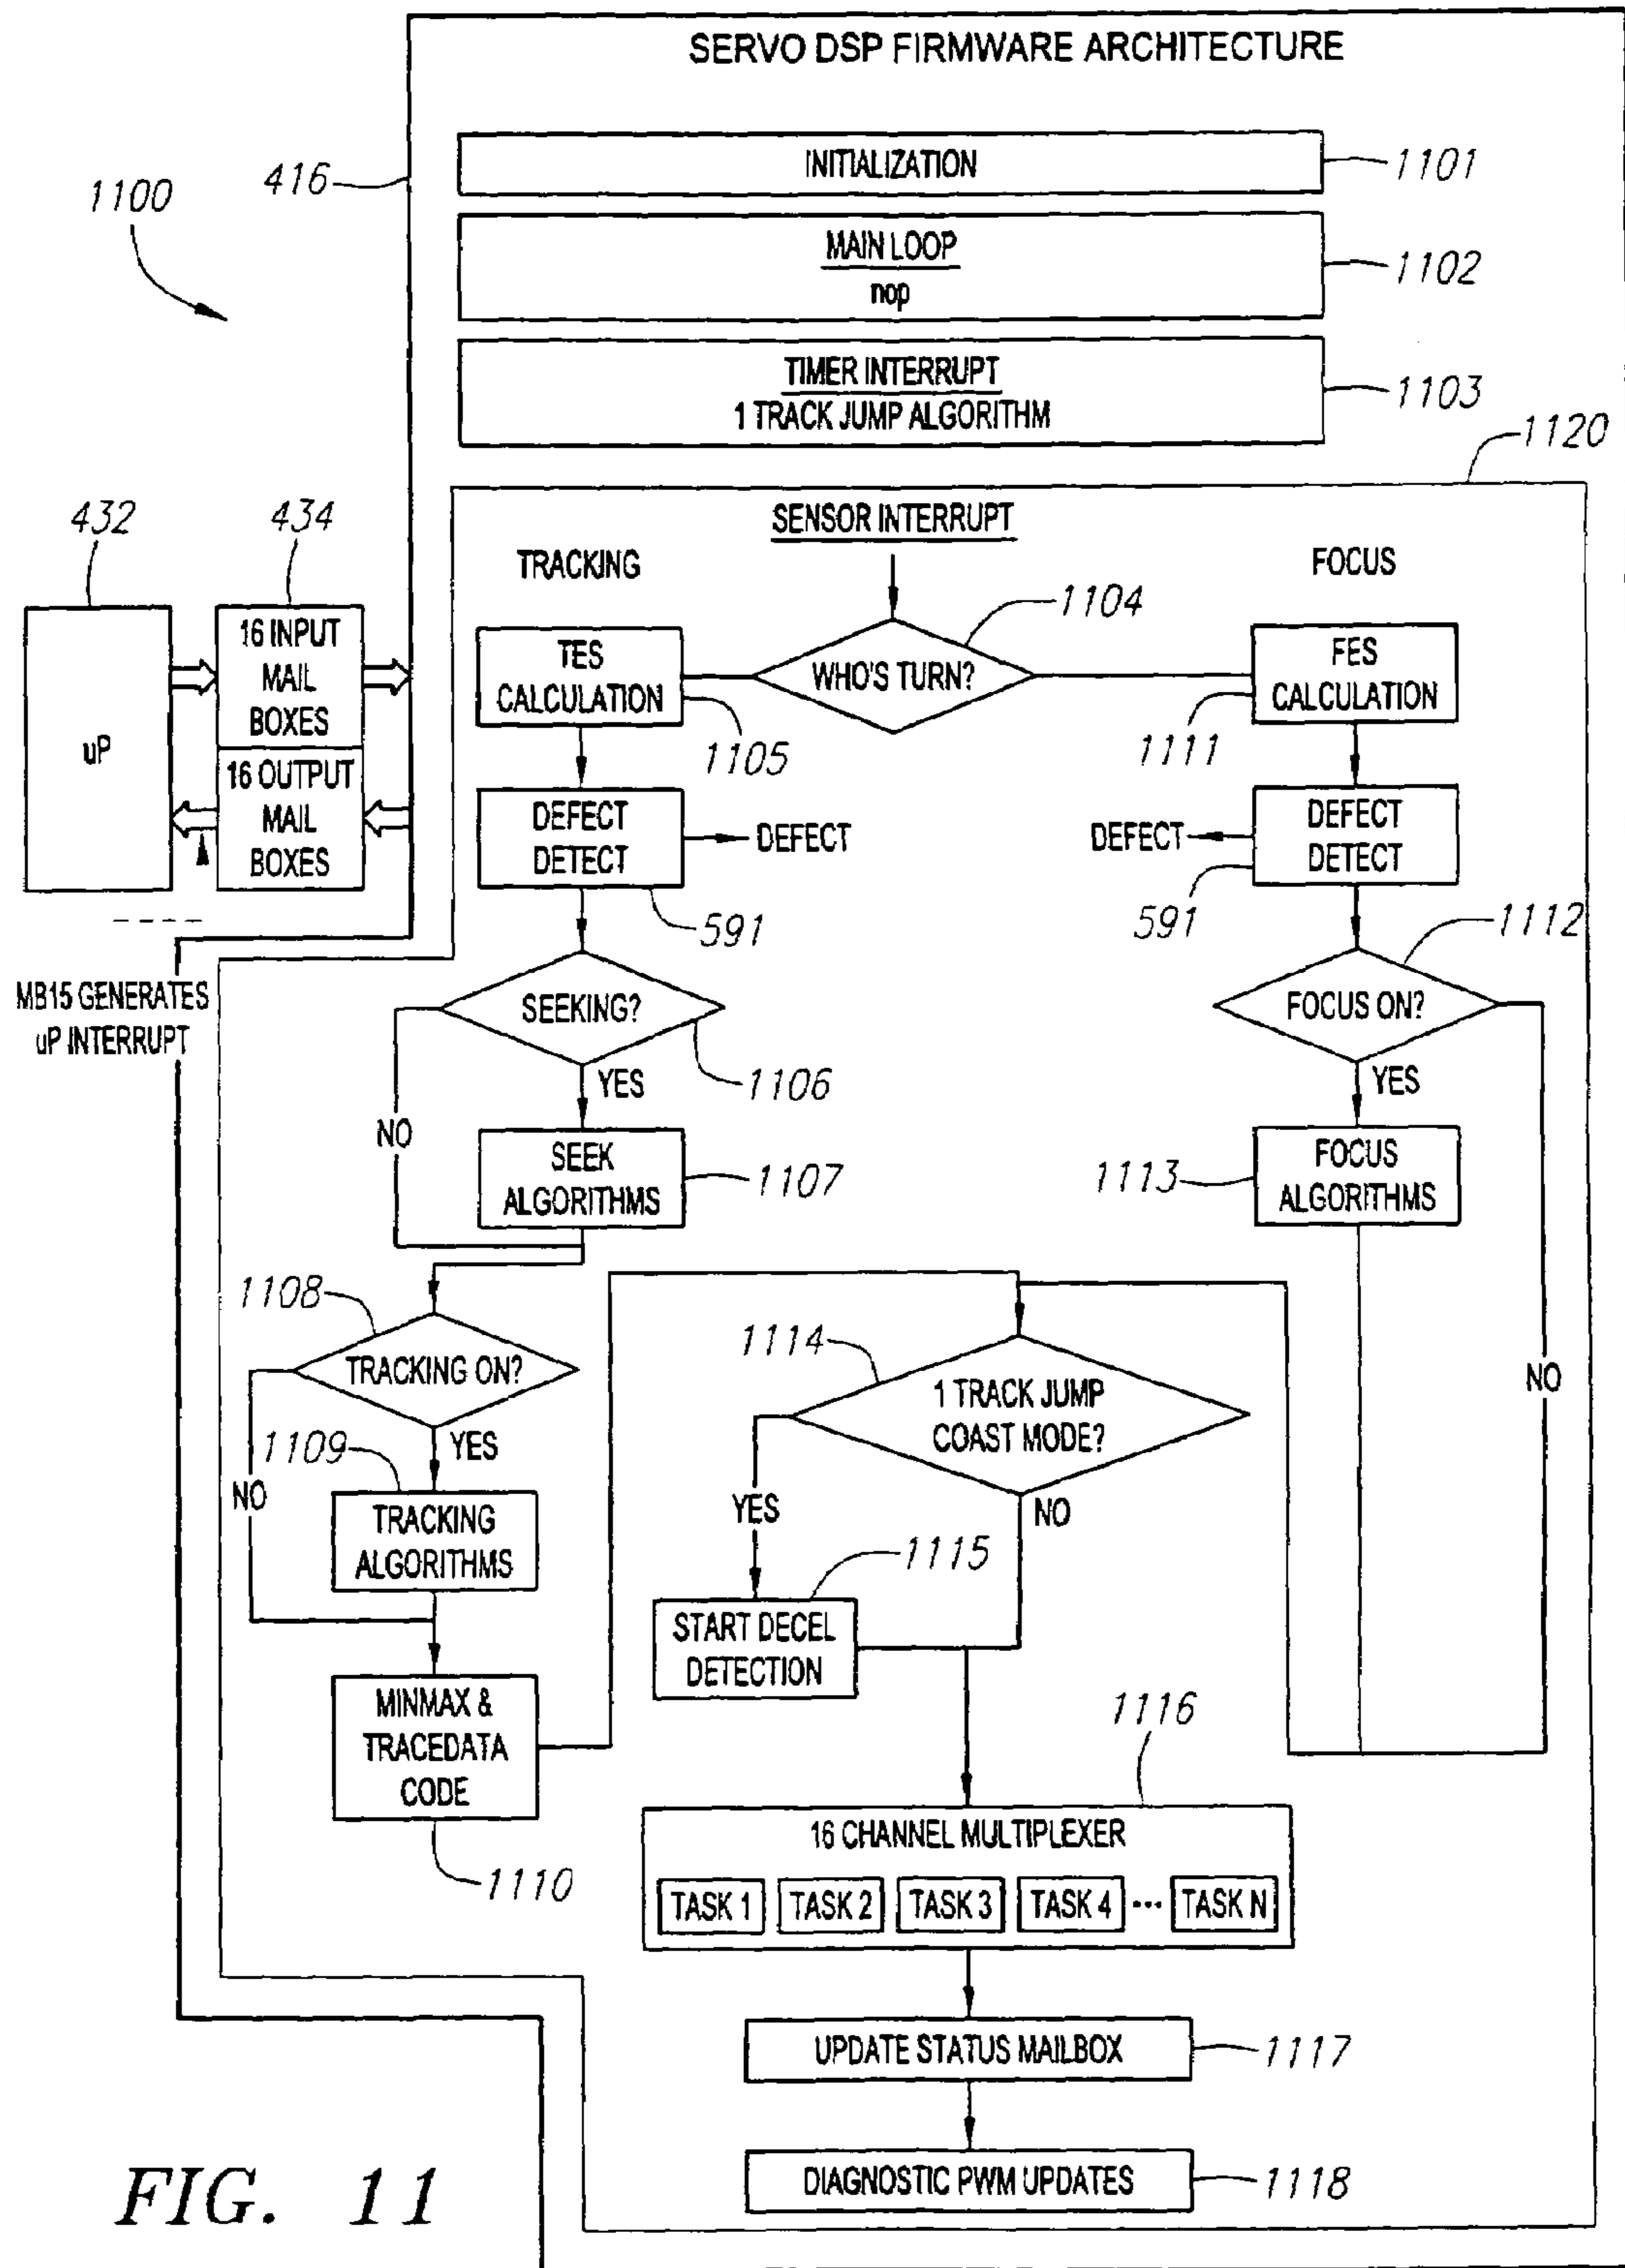 SERVO DSP FIRMWARE ARCHITECTURE
1100
416
INITIALIZATION
1101
MAIN LOOP
nop
1102
TIMER INTERRUPT
1 TRACK JUMP ALGORITHM
1103
1120
432
434
uP
16 INPUT
MAIL
BOXES
16 OUTPUT
MAIL
BOXES
MB15 GENERATES
uP INTERRUPT
SENSOR INTERRUPT
TRACKING
FOCUS
1104
WHO'S TURN?
TES
CALCULATION
1105
FES
CALCULATION
1111
DEFECT
DETECT
DEFECT
591
DEFECT
DEFECT
DETECT
591
1112
SEEKING?
1106
YES
NO
FOCUS ON?
YES
NO
SEEK
ALGORITHMS
1107
1113
FOCUS
ALGORITHMS
1108
TRACKING ON?
YES
NO
1109
TRACKING
ALGORITHMS
MINMAX &
TRACEDATA
CODE
1110
1114
1 TRACK JUMP
COAST MODE?
YES
NO
1115
START DECEL
DETECTION
1116
16 CHANNEL MULTIPLEXER
TASK 1 TASK 2 TASK 3 TASK 4 ••• TASK N
UPDATE STATUS MAILBOX
1117
DIAGNOSTIC PWM UPDATES
1118
FIG. 11